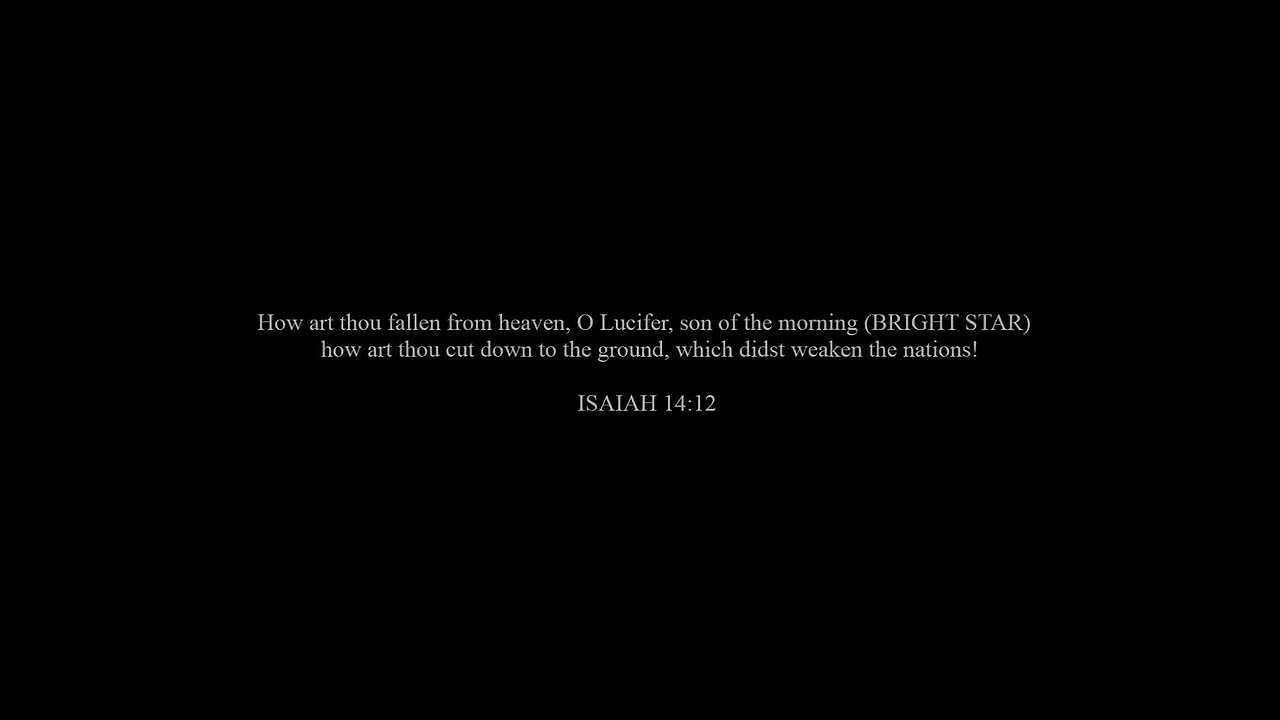 How art thou fallen from heaven, O Lucifer, son of the morning (BRIGHT STAR)
how art thou cut down to the ground, which didst weaken the nations!
ISAIAH 14:12